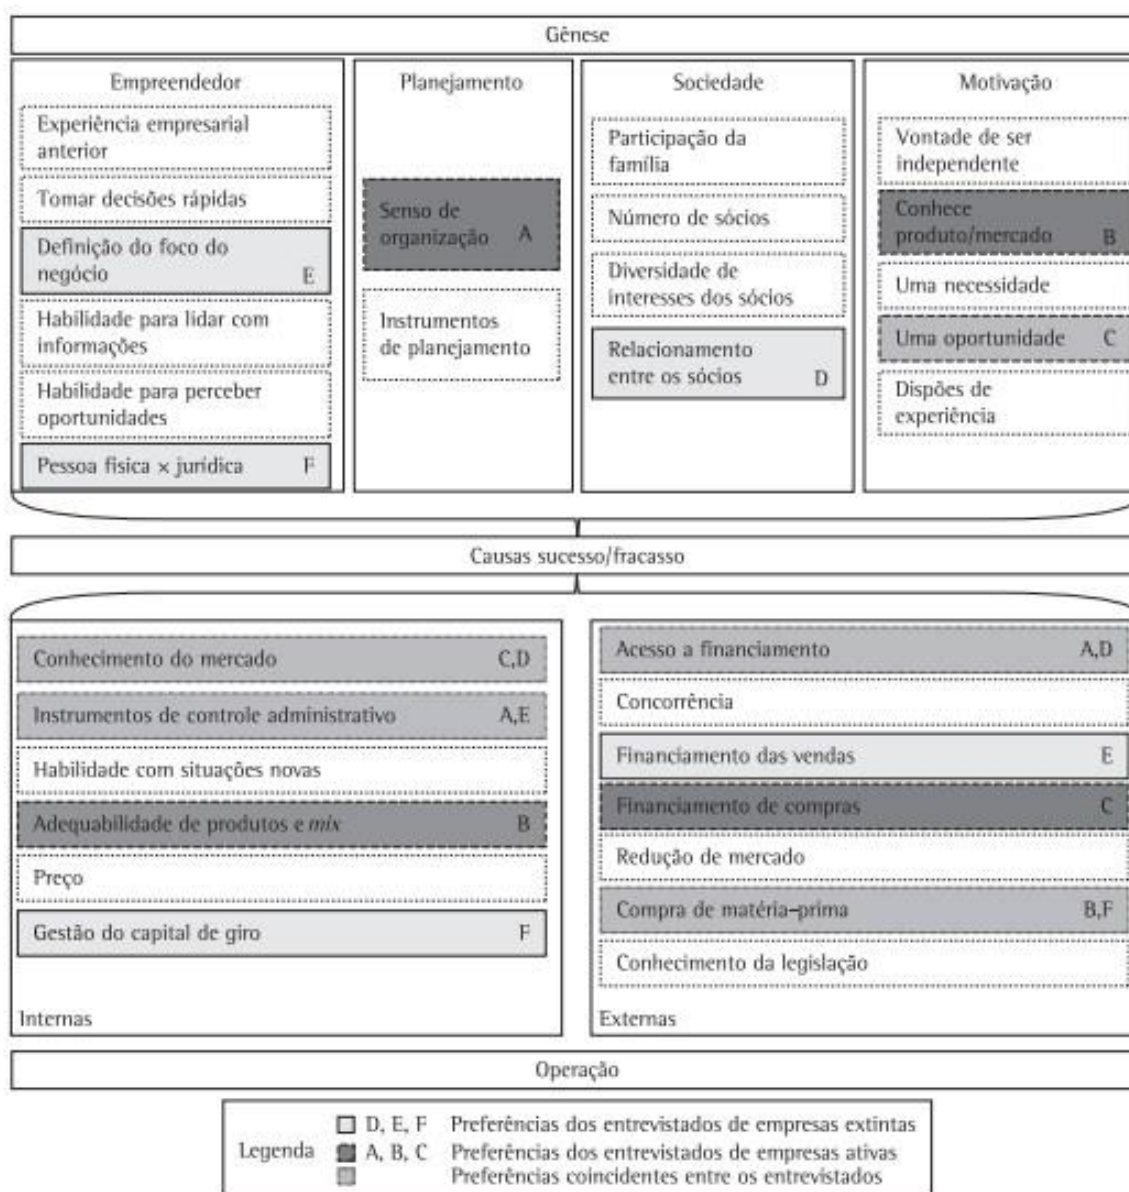 Gênese
Empreendedor
Experiência empresarial
anterior
Tomar decisões rápidas
Definição do foco do
negócio E
Habilidade para lidar com
informações
Habilidade para perceber
oportunidades
Pessoa física × jurídica F
Planejamento
Senso de
organização A
Instrumentos
de planejamento
Sociedade
Participação da
família
Número de sócios
Diversidade de
interesses dos sócios
Relacionamento
entre os sócios D
Motivação
Vontade de ser
independente
Conhece
produto/mercado B
Uma necessidade
Uma oportunidade C
Dispões de
experiência
Causas sucesso/fracasso
Conhecimento do mercado C,D
Instrumentos de controle administrativo A,E
Habilidade com situações novas
Adequabilidade de produtos e mix B
Preço
Gestão do capital de giro F
Internas
Acesso a financiamento A,D
Concorrência
Financiamento das vendas E
Financiamento de compras C
Redução de mercado
Compra de matéria-prima B,F
Conhecimento da legislação
Externas
Operação
Legenda
D, E, F Preferências dos entrevistados de empresas extintas
A, B, C Preferências dos entrevistados de empresas ativas
Preferências coincidentes entre os entrevistados